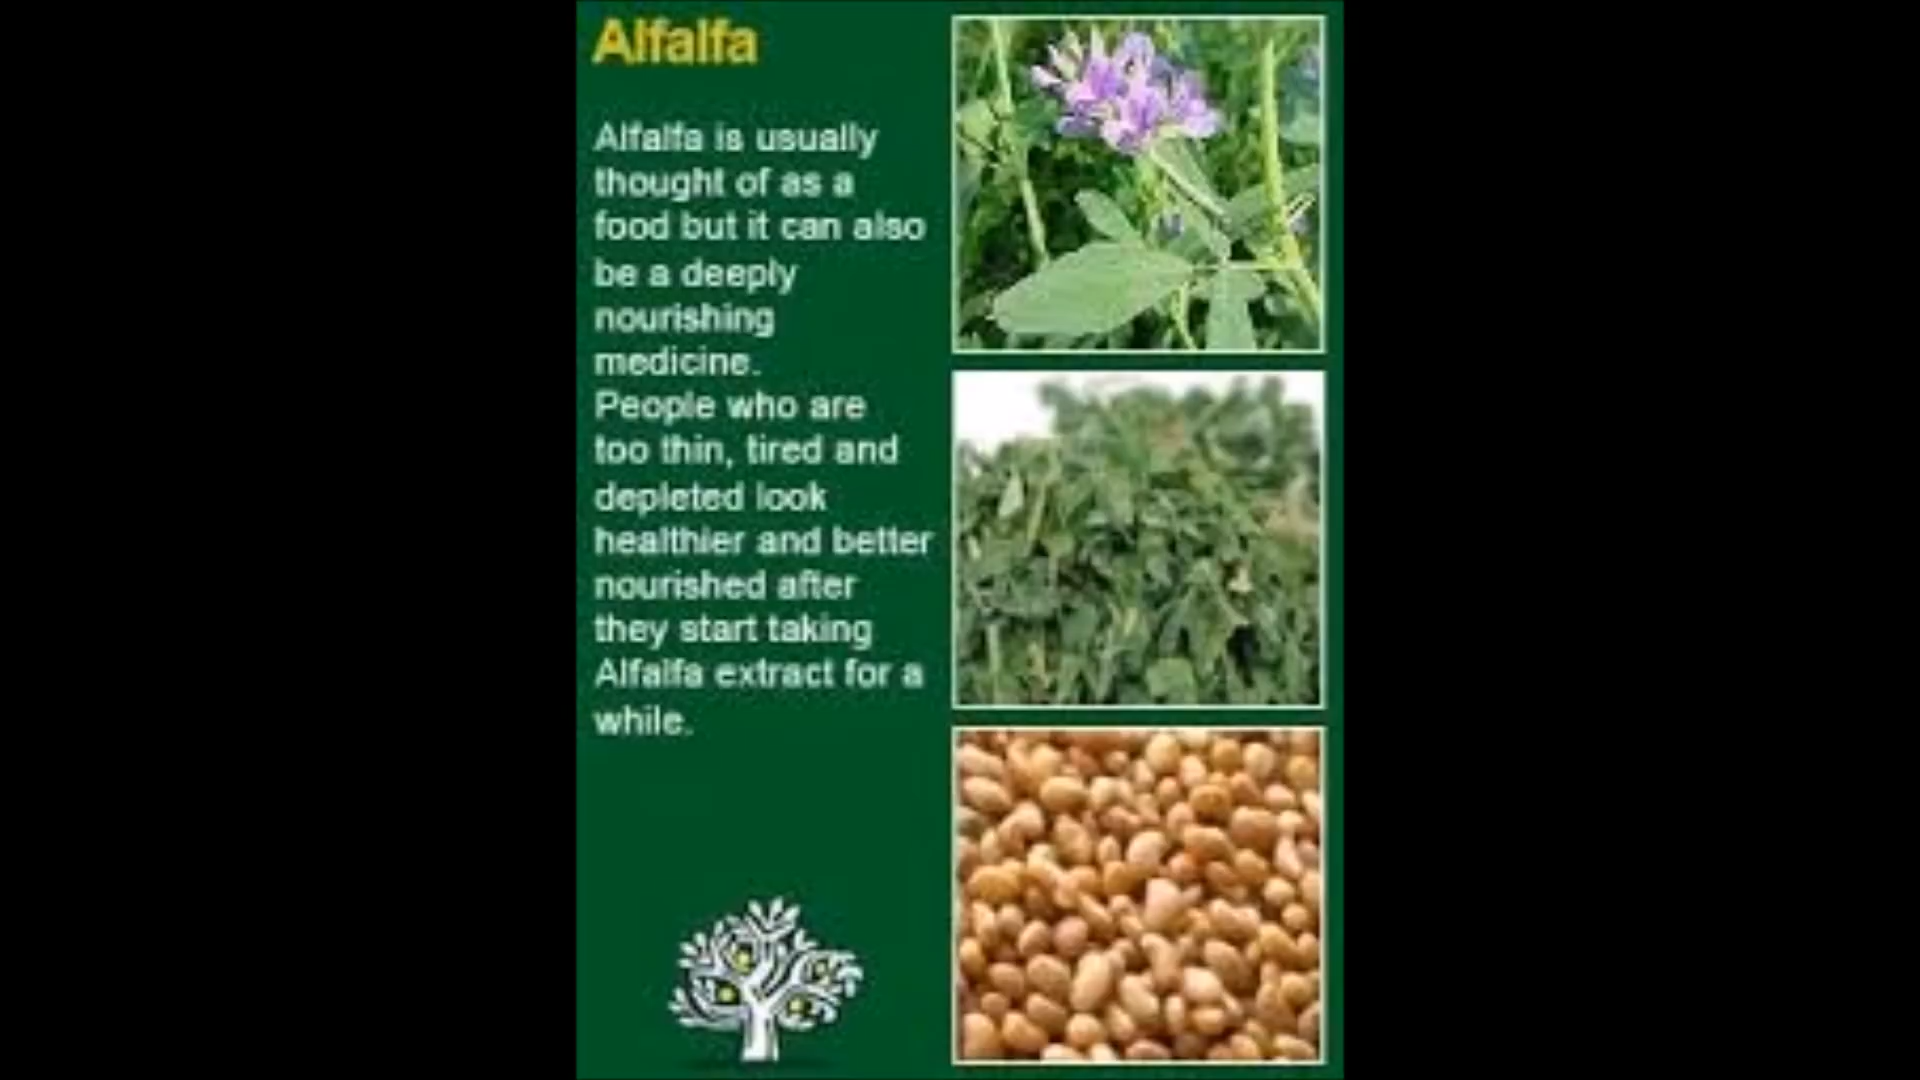 Alfalfa
Alfalfa is usually
thought of as a
food but it can also
be a deeply
nourishing
medicine.
People who are
too thin, tired and
depleted look
healthier and better
nourished after
they start taking
Alfalfa extract for a
while.